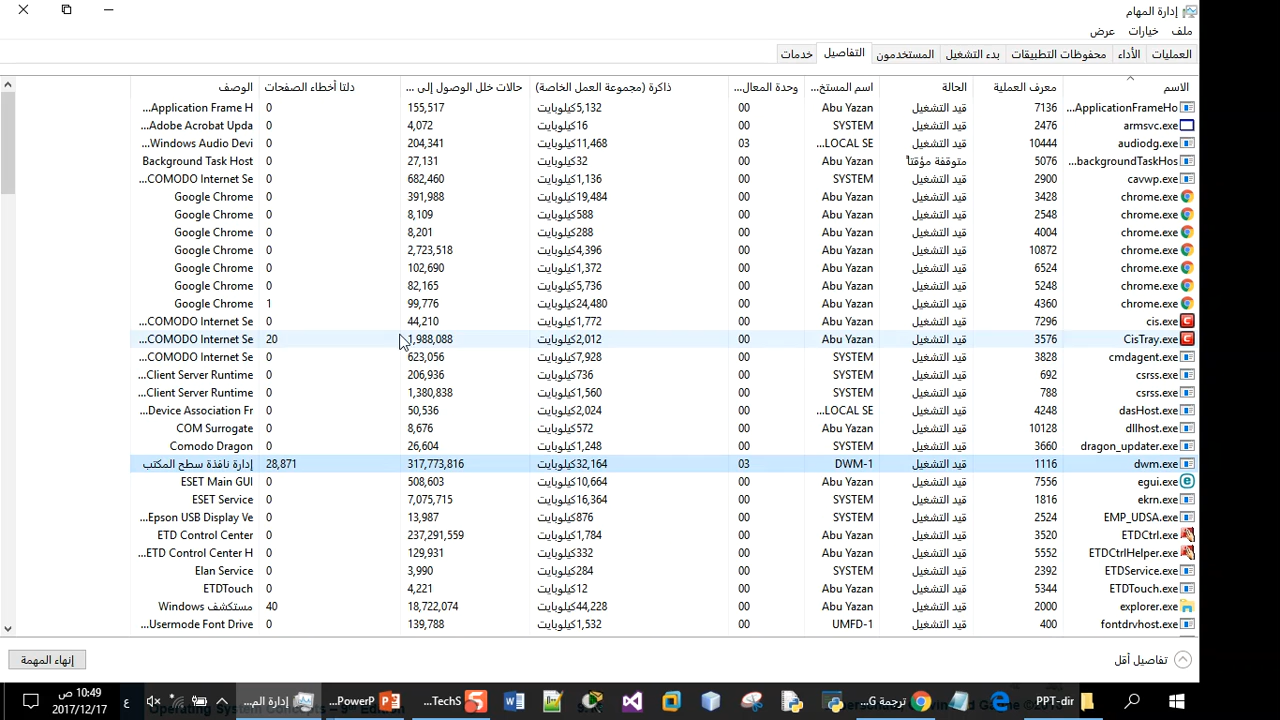 إدارة المهام
ملف خيارات عرض
العمليات الأداء محفوظات التطبيقات بدء التشغيل المستخدمون التفاصيل خدمات
الاسم معرف العملية الحالة اسم المستخ... وحدة المعال... ذاكرة (مجموعة العمل الخاصة) حالات خلل الوصول إلى ... دلتا أخطاء الصفحات الوصف
ApplicationFrameHo... 7136 قيد التشغيل Abu Yazan 00 5,132كيلوبايت 155,517 0 Application Frame H...
armsvc.exe 2476 قيد التشغيل SYSTEM 00 16كيلوبايت 4,072 0 Adobe Acrobat Upda...
audiodg.exe 10444 قيد التشغيل LOCAL SE... 00 كيلوبايت 204,341 0 Windows Audio Devi...
backgroundTaskHos... 5076 متوقفة مؤقتاً Abu Yazan 00 32كيلوبايت 27,131 0 Background Task Host
cavwp.exe 2900 قيد التشغيل SYSTEM 00 136كيلوبايت 682,460 0 COMODO Internet Se...
chrome.exe 3428 قيد التشغيل Abu Yazan 00 كيلوبايت 391,988 0 Google Chrome
chrome.exe 2548 قيد التشغيل Abu Yazan 00 588كيلوبايت 8,109 0 Google Chrome
chrome.exe 4004 قيد التشغيل Abu Yazan 00 288كيلوبايت 8,201 0 Google Chrome
chrome.exe 10872 قيد التشغيل Abu Yazan 00 كيلوبايت 2,723,518 0 Google Chrome
chrome.exe 6524 قيد التشغيل Abu Yazan 00 372كيلوبايت 102,690 0 Google Chrome
chrome.exe 5248 قيد التشغيل Abu Yazan 00 736كيلوبايت 82,165 0 Google Chrome
chrome.exe 4360 قيد التشغيل Abu Yazan 00 24,480كيلوبايت 99,776 1 Google Chrome
cis.exe 7296 قيد التشغيل Abu Yazan 00 1,772كيلوبايت 44,210 0 COMODO Internet Se...
CisTray.exe 3576 قيد التشغيل Abu Yazan 00 كيلوبايت 1,988,088 20 COMODO Internet Se...
cmdagent.exe 3828 قيد التشغيل SYSTEM 00 7,928كيلوبايت 623,056 0 COMODO Internet Se...
csrss.exe 692 قيد التشغيل SYSTEM 00 736كيلوبايت 206,936 0 Client Server Runtime...
csrss.exe 788 قيد التشغيل SYSTEM 00 560كيلوبايت 1,380,838 0 Client Server Runtime...
dasHost.exe 4248 قيد التشغيل LOCAL SE... 00 كيلوبايت 50,536 0 Device Association Fr...
dllhost.exe 10128 قيد التشغيل Abu Yazan 00 572كيلوبايت 8,676 0 COM Surrogate
dragon_updater.exe 3660 قيد التشغيل SYSTEM 00 كيلوبايت 26,604 0 Comodo Dragon
dwm.exe 1116 قيد التشغيل DWM-1 03 كيلوبايت 317,773,816 28,871 إدارة نافذة سطح المكتب
egui.exe 7556 قيد التشغيل Abu Yazan 00 10,664كيلوبايت 508,603 0 ESET Main GUI
ekrn.exe 1816 قيد التشغيل SYSTEM 00 16,364كيلوبايت 7,075,715 0 ESET Service
EMP_UDSA.exe 2524 قيد التشغيل SYSTEM 00 كيلوبايت 13,987 0 Epson USB Display Ve...
ETDCtrl.exe 3520 قيد التشغيل Abu Yazan 00 كيلوبايت 237,291,559 0 ETD Control Center
ETDCtrlHelper.exe 5552 قيد التشغيل Abu Yazan 00 332كيلوبايت 129,931 0 ETD Control Center H...
ETDService.exe 2392 قيد التشغيل SYSTEM 00 284كيلوبايت 3,990 0 Elan Service
ETDTouch.exe 5344 قيد التشغيل Abu Yazan 00 284كيلوبايت 4,221 0 ETDTouch
explorer.exe 2000 قيد التشغيل Abu Yazan 00 44,228كيلوبايت 18,722,074 40 مستكشف Windows
fontdrvhost.exe 400 قيد التشغيل UMFD-1 00 1,532كيلوبايت 139,788 0 Usermode Font Drive...
تفاصيل أقل إنهاء المهمة
PPT-dir ترجمة G... TechS... PowerP... إدارة الم... ع 10:49 ص
2017/12/17